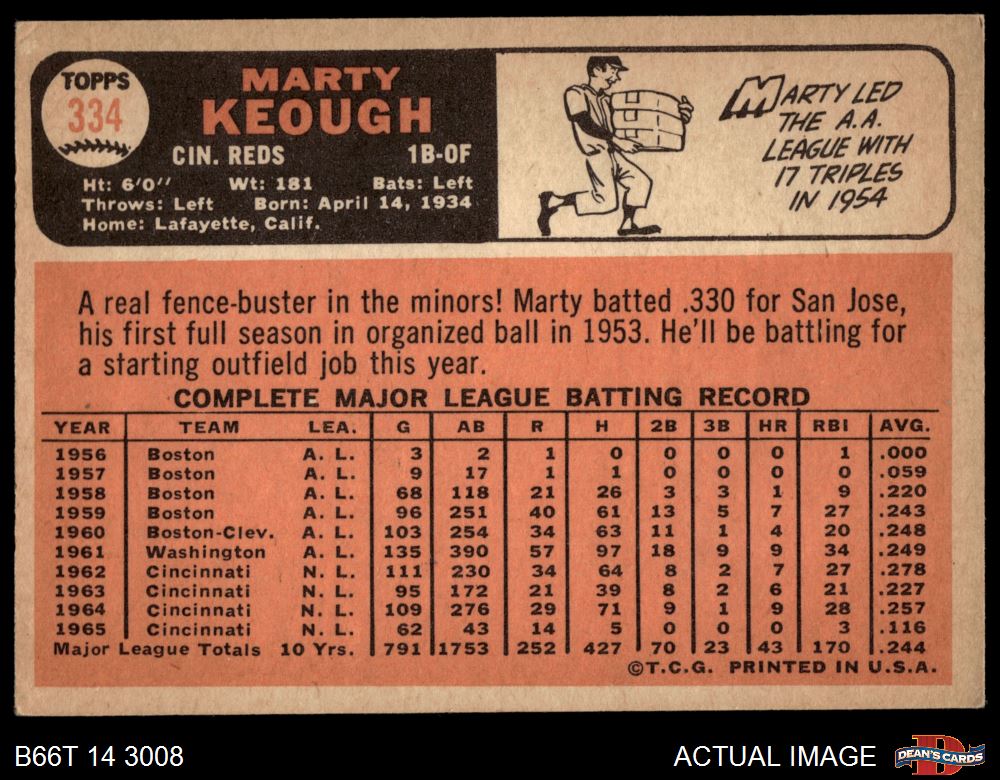 TOPPS
334
MARTY
KEOUGH
CIN. REDS 1B-OF
Ht: 6'0" Wt: 181 Bats: Left
Throws: Left Born: April 14, 1934
Home: Lafayette, Calif.
MARTY LED
THE A.A.
LEAGUE WITH
17 TRIPLES
IN 1954
A real fence-buster in the minors! Marty batted .330 for San Jose,
his first full season in organized ball in 1953. He'll be battling for
a starting outfield job this year.
COMPLETE MAJOR LEAGUE BATTING RECORD
YEAR TEAM LEA. G AB R H 2B 3B HR RBI AVG.
1956 Boston A. L. 3 2 1 0 0 0 0 1 .000
1957 Boston A. L. 9 17 1 1 0 0 0 0 .059
1958 Boston A. L. 68 118 21 26 3 3 1 9 .220
1959 Boston A. L. 96 251 40 61 13 5 7 27 .243
1960 Boston-Clev. A. L. 103 254 34 63 11 1 4 20 .248
1961 Washington A. L. 135 390 57 97 18 9 9 34 .249
1962 Cincinnati N. L. 111 230 34 64 8 2 7 27 .278
1963 Cincinnati N. L. 95 172 21 39 8 2 6 21 .227
1964 Cincinnati N. L. 109 276 29 71 9 1 9 28 .257
1965 Cincinnati N. L. 62 43 14 5 0 0 0 3 .116
Major League Totals 10 Yrs. 791 1753 252 427 70 23 43 170 .244
©T.C.G. PRINTED IN U.S.A.
B66T 14 3008 ACTUAL IMAGE
D
DEAN'S CARDS